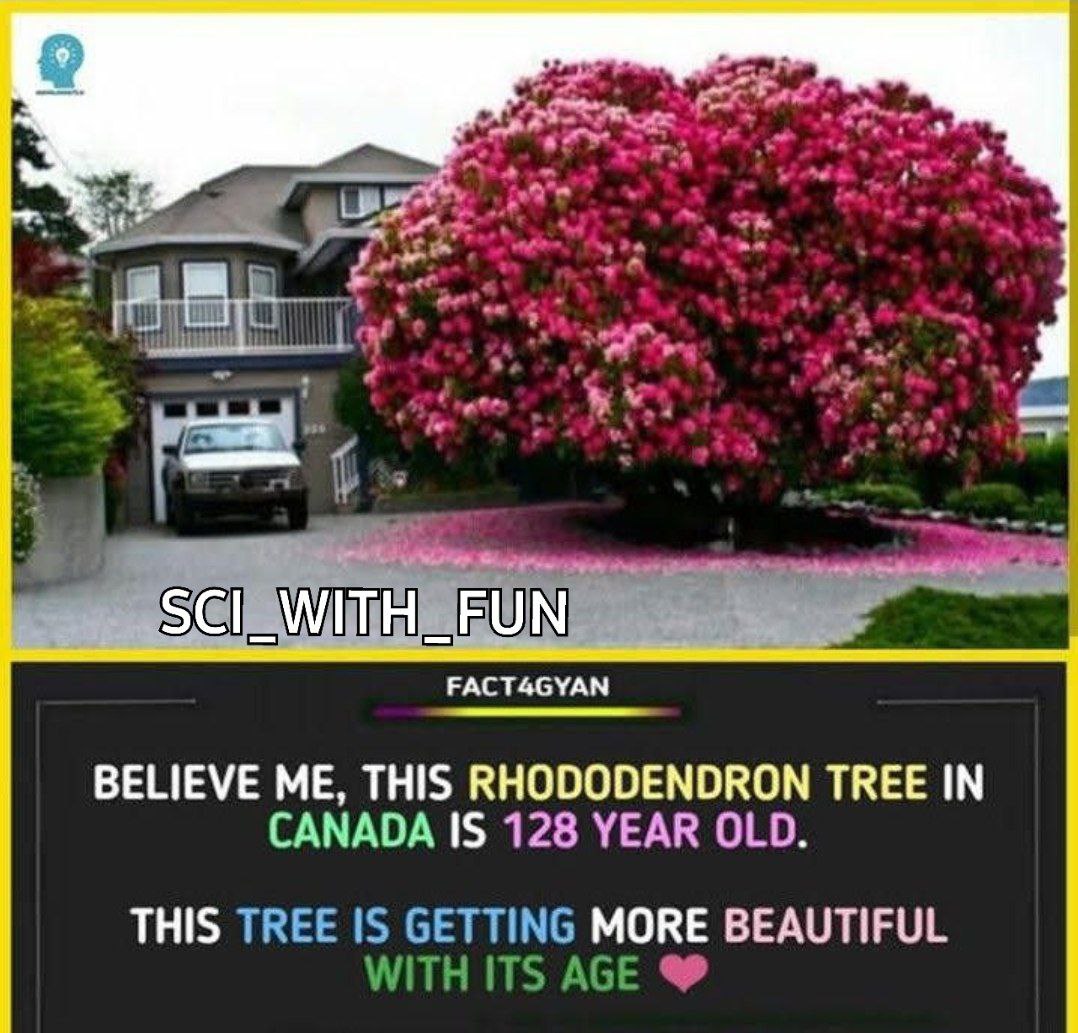 SCI_WITH_FUN
FACT4GYAN
BELIEVE ME, THIS RHODODENDRON TREE IN
CANADA IS 128 YEAR OLD.
THIS TREE IS GETTING MORE BEAUTIFUL
WITH ITS AGE